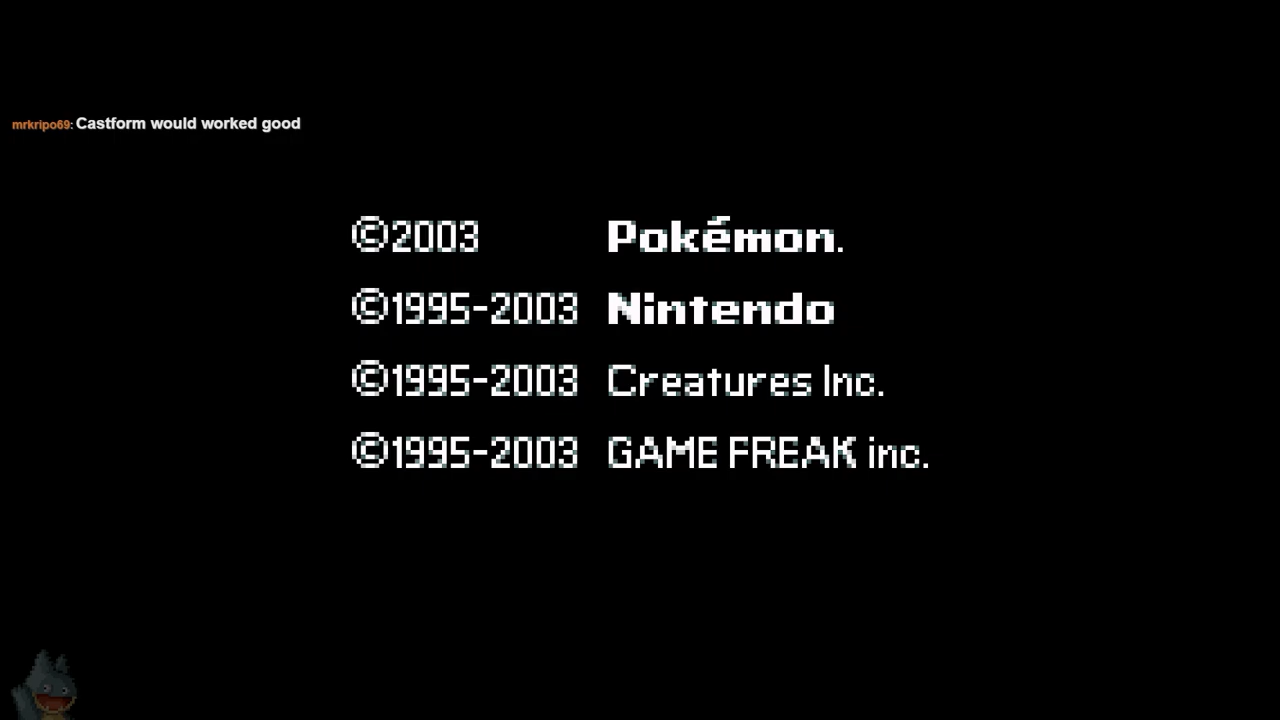 mrkripo69: Castform would worked good
©2003 Pokémon.
©1995-2003 Nintendo
©1995-2003 Creatures Inc.
©1995-2003 GAME FREAK inc.